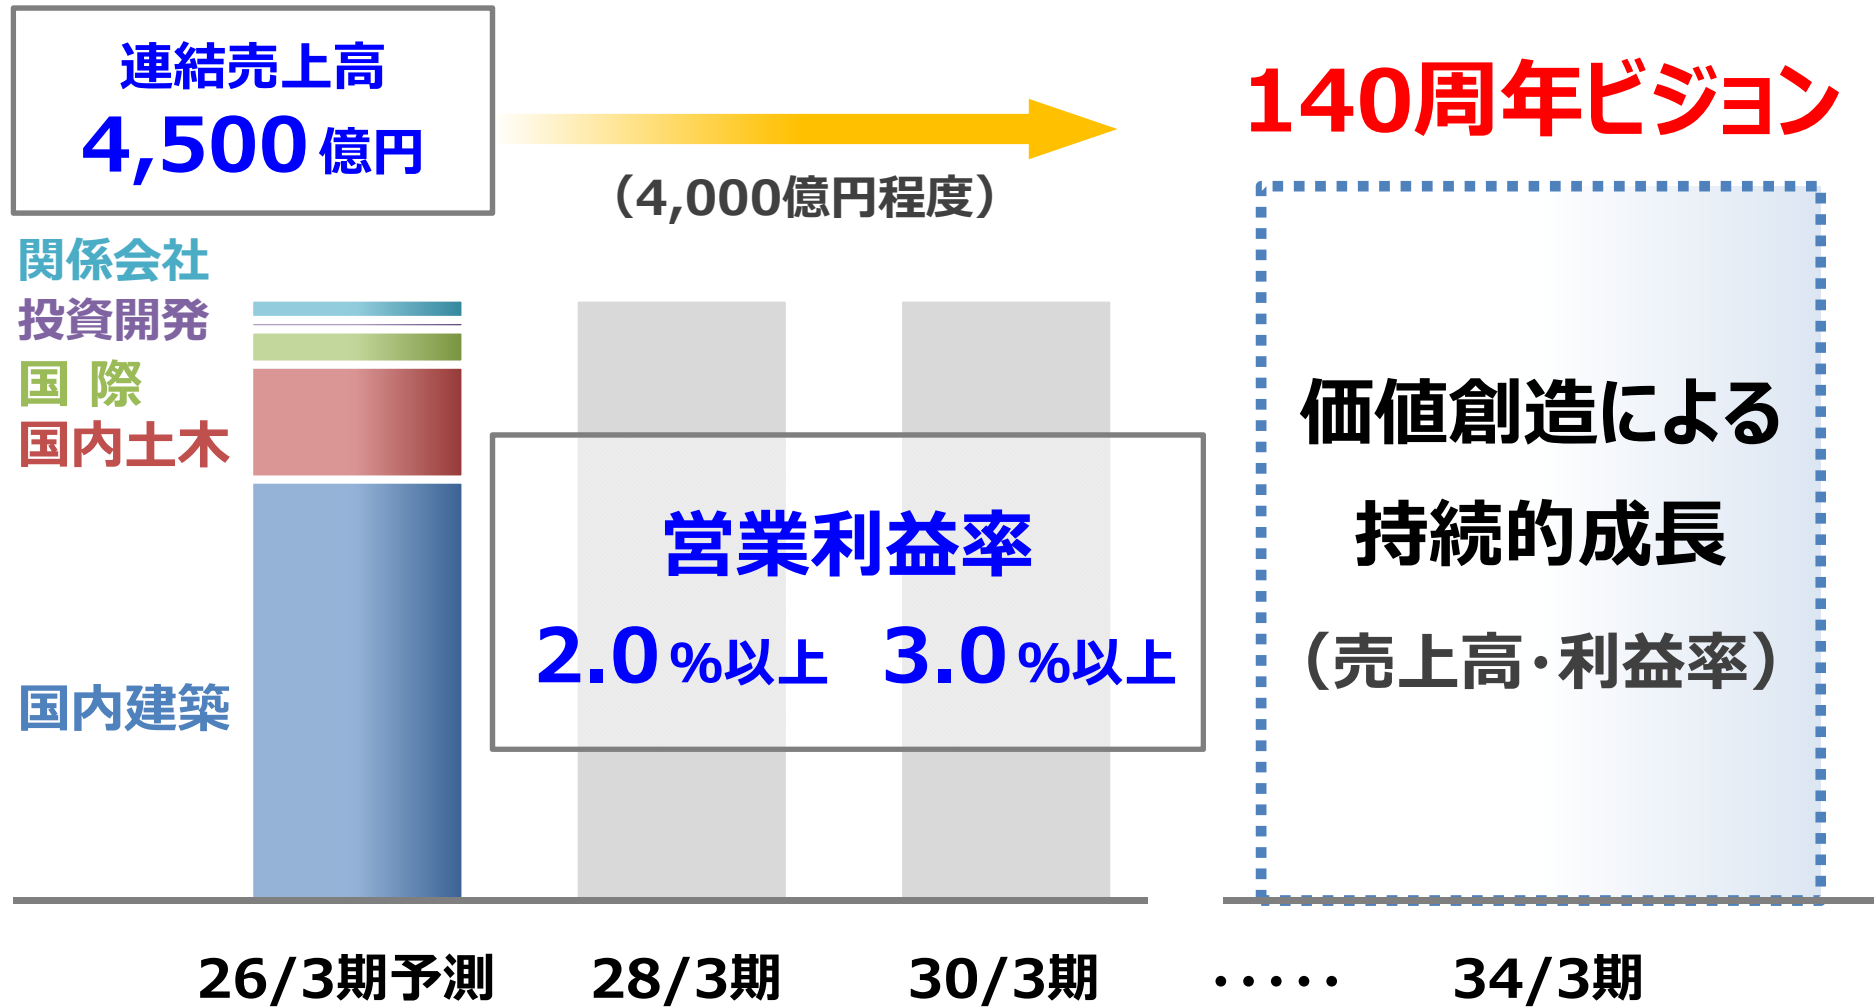 連結売上高
4,500億円
(4,000億円程度)
140周年ビジョン
関係会社
投資開発
国 際
国内土木
国内建築
営業利益率
2.0%以上 3.0%以上
価値創造による
持続的成長
(売上高・利益率)
26/3期予測 28/3期 30/3期 ・・・・・ 34/3期